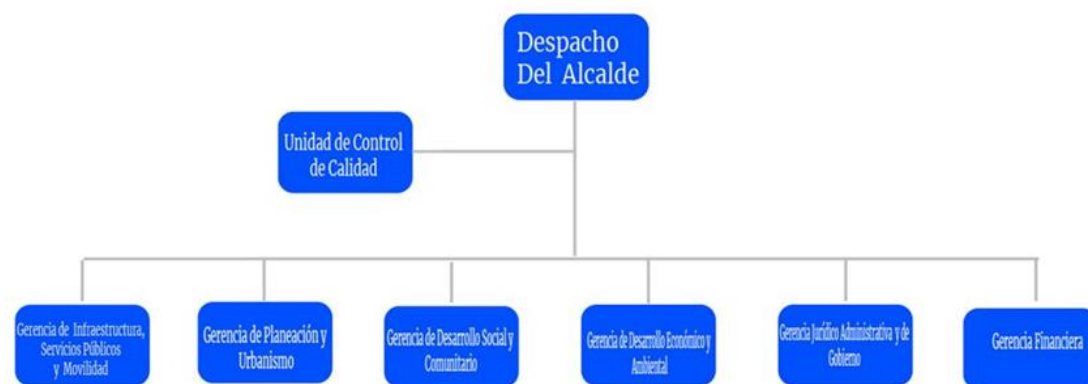 Despacho
Del Alcalde
Unidad de Control
de Calidad
Gerencia de Infraestructura,
Servicios Públicos
y Movilidad
Gerencia de Planeación y
Urbanismo
Gerencia de Desarrollo Social y
Comunitario
Gerencia de Desarrollo Económico y
Ambiental
Gerencia Jurídico Administrativa y de
Gobierno
Gerencia Financiera